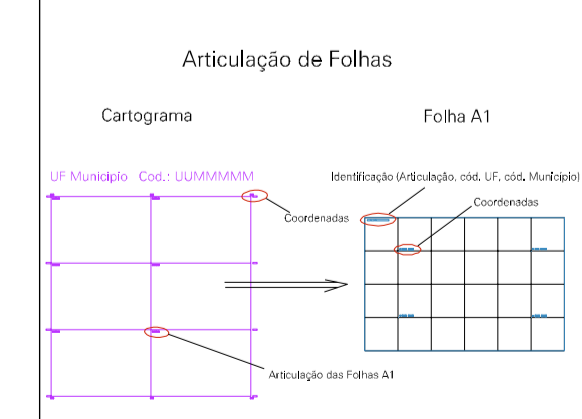 Articulação de Folhas
Cartograma
Folha A1
UF Municipio Cod.: UUMMMMM
Identificação (Articulação, cód. UF, cód. Município)
Coordenadas
Coordenadas
Articulação das Folhas A1